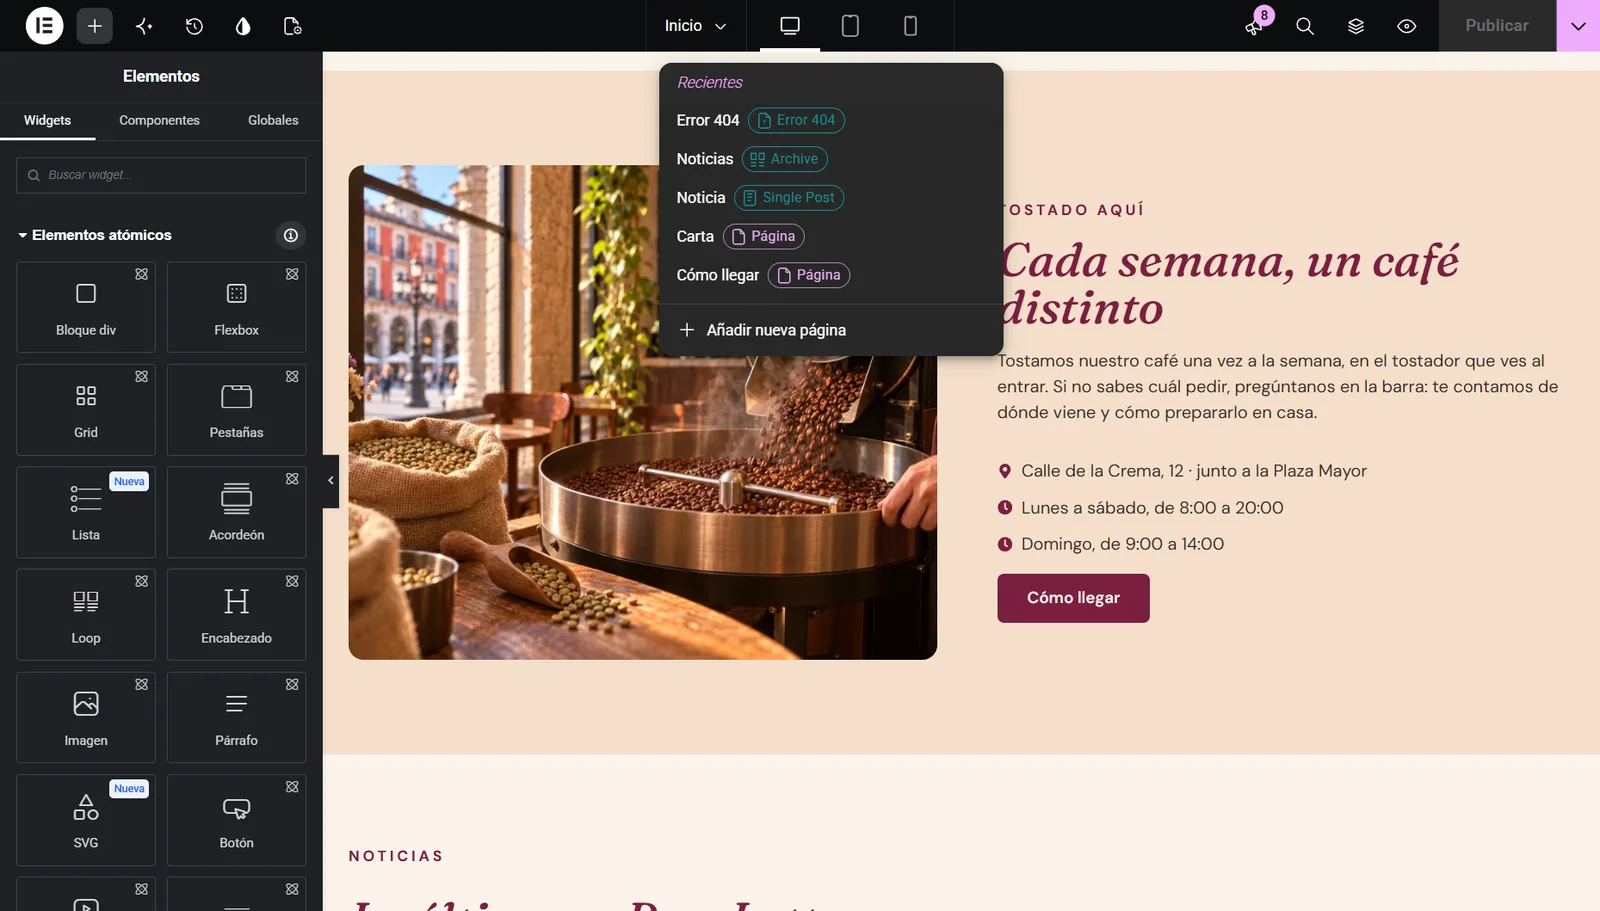 Inicio
8
Publicar
Elementos
Widgets
Componentes
Globales
Buscar widget...
Elementos atómicos
Bloque div
Flexbox
Grid
Pestañas
Nueva
Lista
Acordeón
Loop
Encabezado
Imagen
Párrafo
Nueva
SVG
Botón
Recientes
Error 404 Error 404
Noticias Archive
Noticia Single Post
Carta Página
Cómo llegar Página
Añadir nueva página
TOSTADO AQUÍ
Cada semana, un café
distinto
Tostamos nuestro café una vez a la semana, en el tostador que ves al
entrar. Si no sabes cuál pedir, pregúntanos en la barra: te contamos de
dónde viene y cómo prepararlo en casa.
Calle de la Crema, 12 · junto a la Plaza Mayor
Lunes a sábado, de 8:00 a 20:00
Domingo, de 9:00 a 14:00
Cómo llegar
NOTICIAS